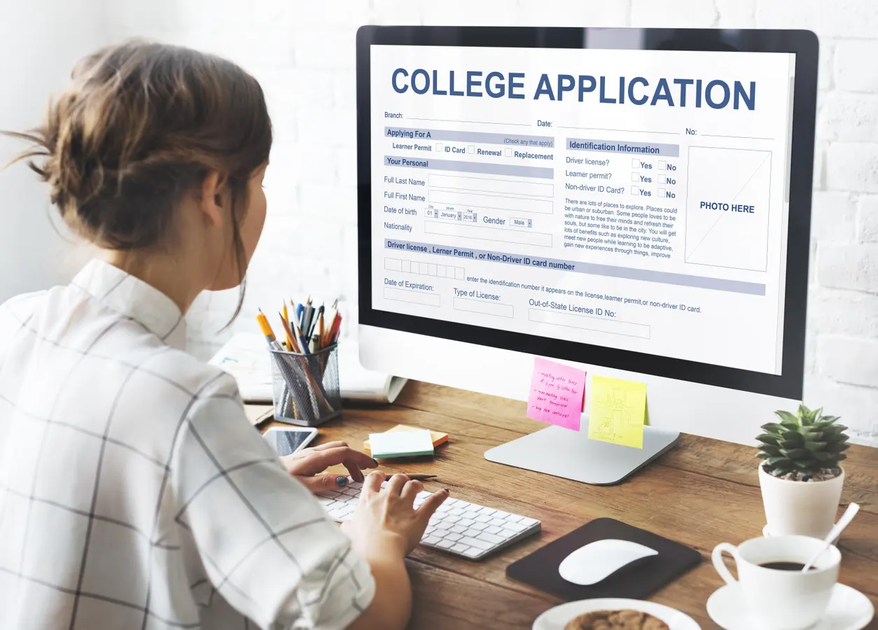 COLLEGE APPLICATION
Branch:
Date:
No:
Applying For A (Check any that apply)
Learner Permit ID Card Renewal Replacement
Your Personal
Full Last Name
Full First Name
Date of birth 01 January
Gender Male
Nationality
Identification Information
Driver license? Yes No
Learner permit? Yes No
Non-driver ID Card? Yes No
There are lots of places to explore. Places could
be urban or suburban. Some people loves to be
with nature to free their minds and refresh their
souls, but some like to be in the city. You will get
lots of benefits such as exploring new culture,
meet new people while learning to be adaptive,
gain new experiences through things, improve
PHOTO HERE
Driver license , Lerner Permit , or Non-Driver ID card number
enter the identification number it appears on the license,learner permit,or non-driver ID card.
Date of Expiration:
Type of License:
Out-of-State License ID No: